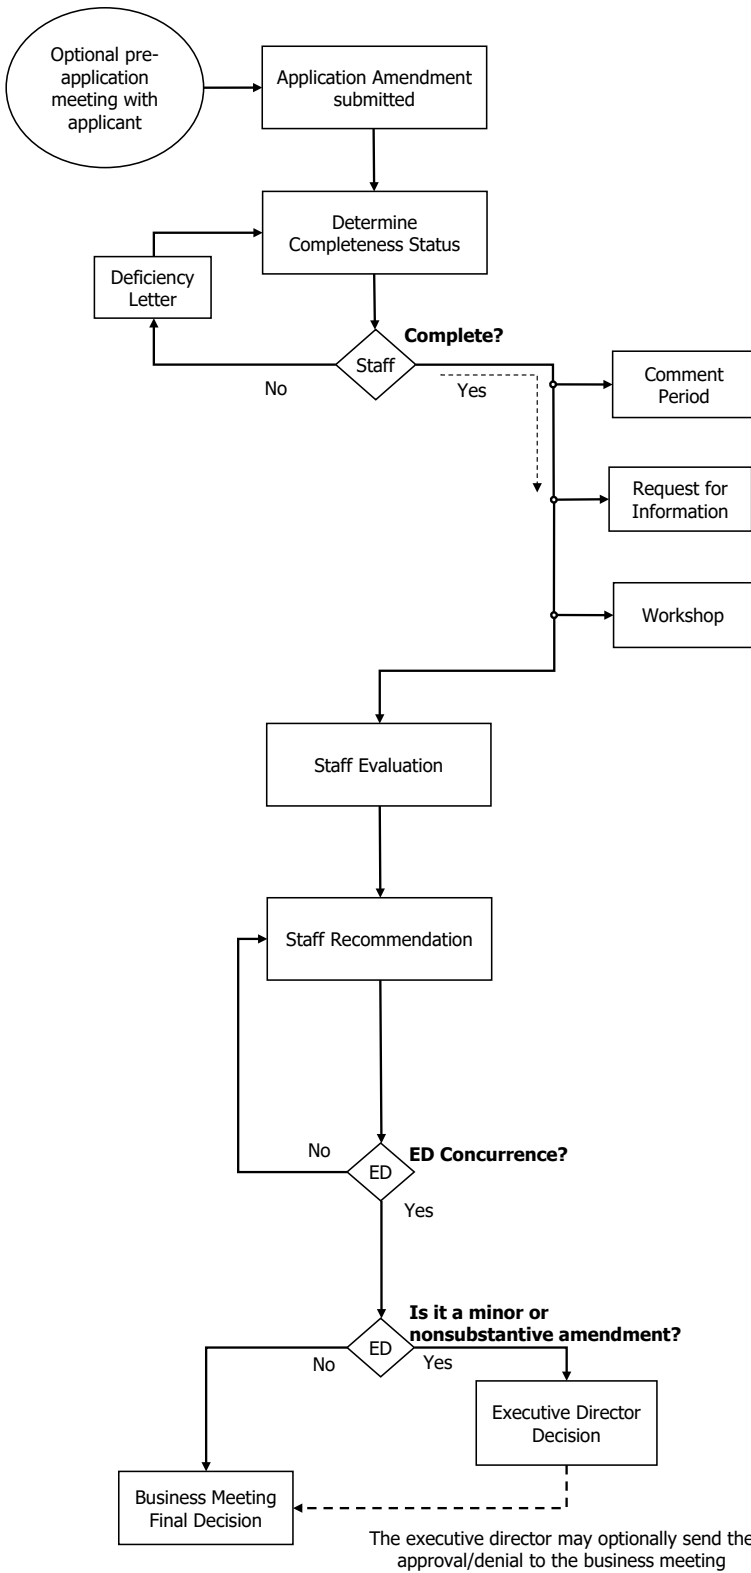 Optional pre-
application
meeting with
applicant
Application Amendment
submitted
Determine
Completeness Status
Deficiency
Letter
Complete?
Staff
No
Yes
Comment
Period
Request for
Information
Workshop
Staff Evaluation
Staff Recommendation
No
ED Concurrence?
ED
Yes
Is it a minor or
nonsubstantive amendment?
ED
No
Yes
Executive Director
Decision
Business Meeting
Final Decision
The executive director may optionally send the
approval/denial to the business meeting